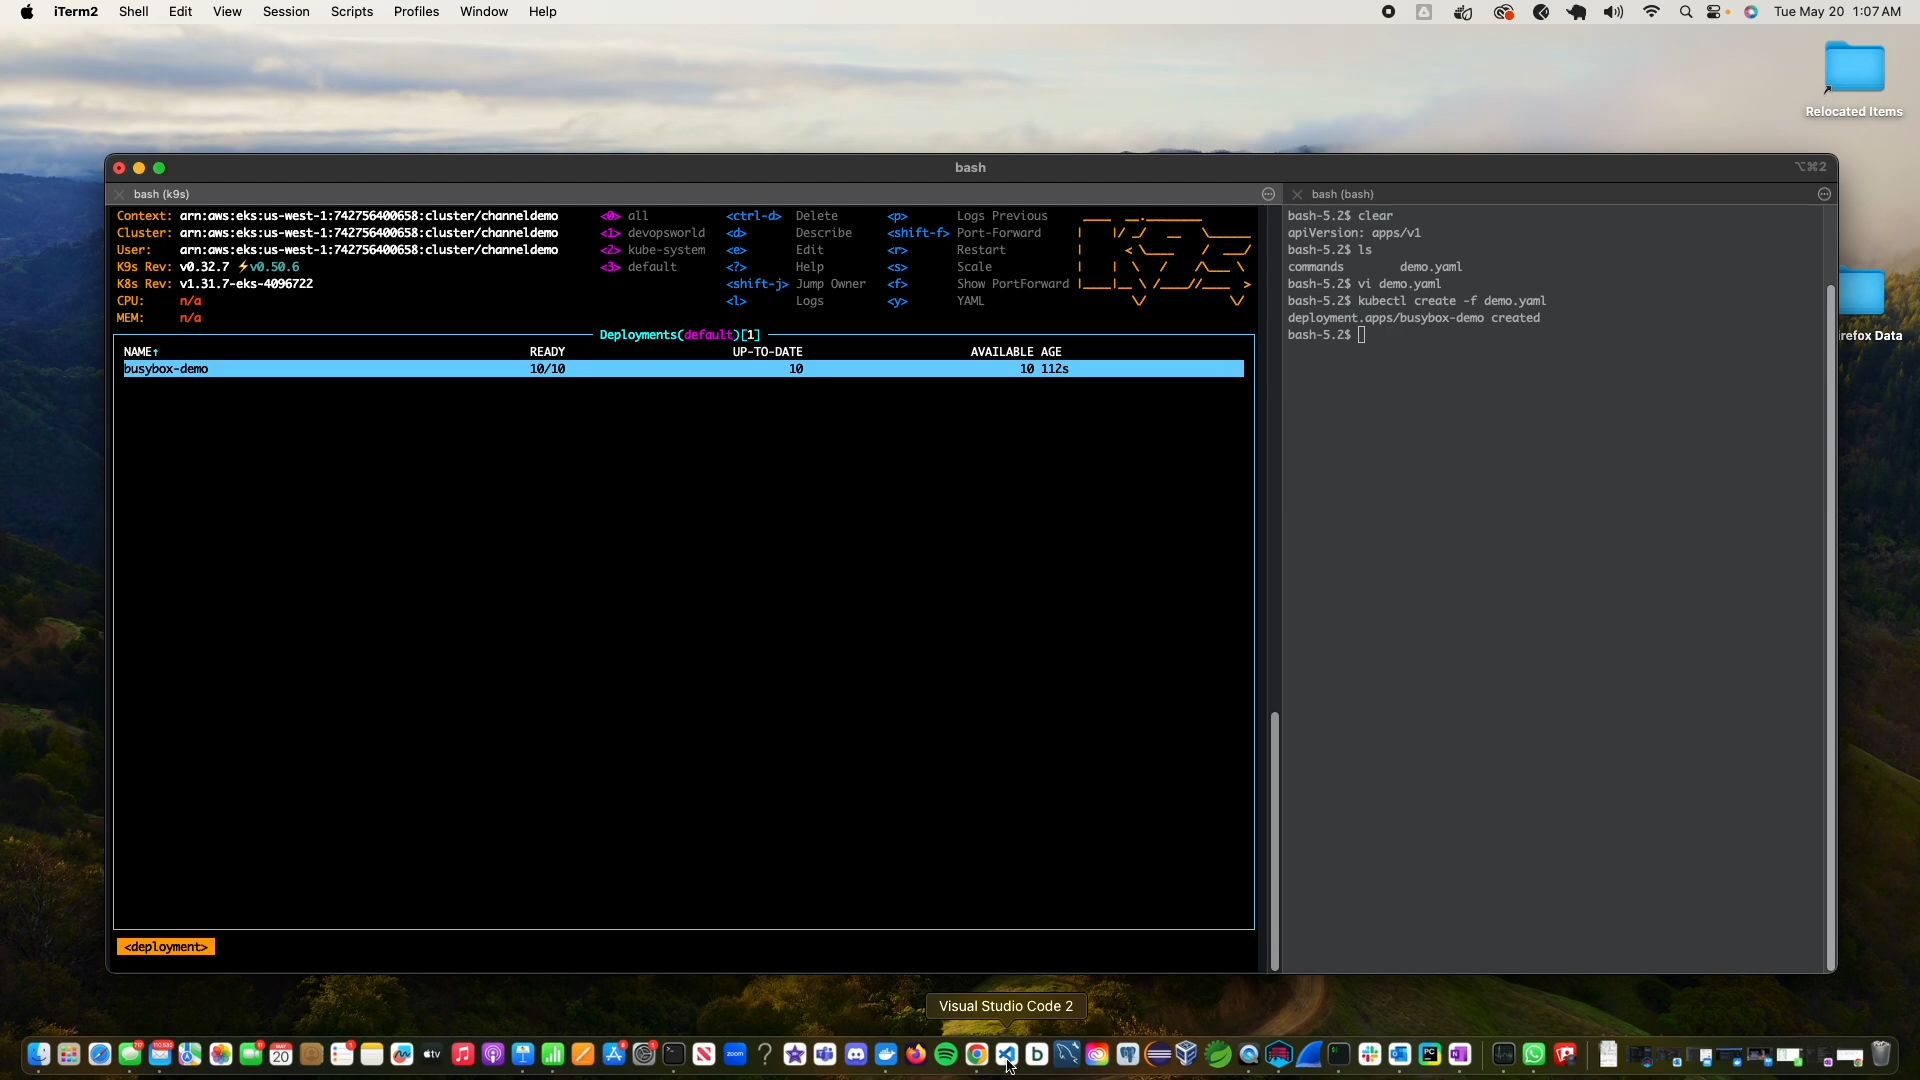 iTerm2 Shell Edit View Session Scripts Profiles Window Help Tue May 20 1:07 AM
Relocated Items
bash ⌥⌘2
bash (k9s) bash (bash)
Context: arn:aws:eks:us-west-1:742756400658:cluster/channeldemo <0> all <ctrl-d> Delete <p> Logs Previous
Cluster: arn:aws:eks:us-west-1:742756400658:cluster/channeldemo <1> devopsworld <d> Describe <shift-f> Port-Forward
User: arn:aws:eks:us-west-1:742756400658:cluster/channeldemo <2> kube-system <e> Edit <r> Restart
K9s Rev: v0.32.7 ⚡v0.50.6 <3> default <?> Help <s> Scale
K8s Rev: v1.31.7-eks-4096722 <shift-j> Jump Owner <f> Show PortForward
CPU: n/a <l> Logs <y> YAML
MEM: n/a
Deployments(default)[1]
NAME↑ READY UP-TO-DATE AVAILABLE AGE
busybox-demo 10/10 10 10 112s
<deployment>
bash-5.2$ clear
apiVersion: apps/v1
bash-5.2$ ls
commands demo.yaml
bash-5.2$ vi demo.yaml
bash-5.2$ kubectl create -f demo.yaml
deployment.apps/busybox-demo created
bash-5.2$
irefox Data
Visual Studio Code 2
MAY
20
tv
zoom